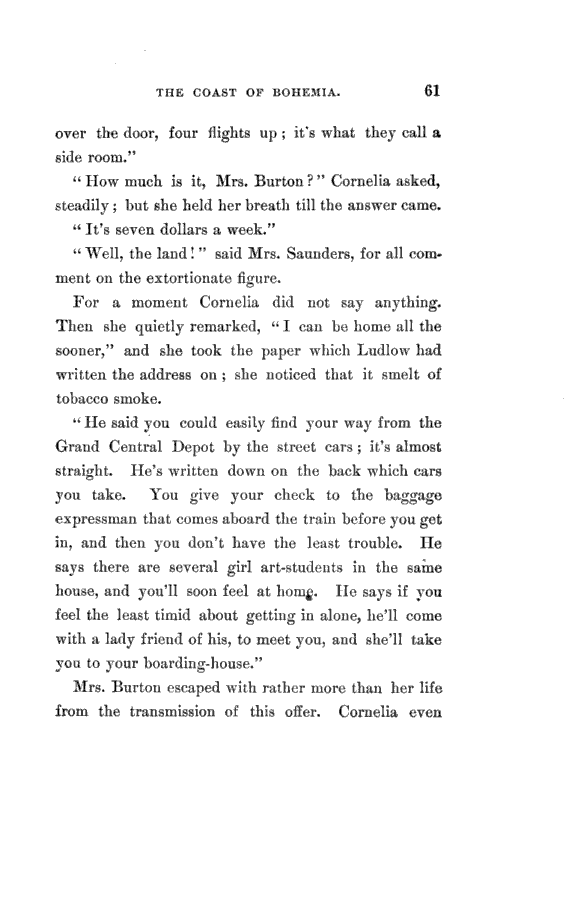 THE COAST OF BOHEMIA. 61
over the door, four flights up ; it's what they call a
side room."
" How much is it, Mrs. Burton ? " Cornelia asked,
steadily ; but she held her breath till the answer came.
" It's seven dollars a week."
" Well, the land ! " said Mrs. Saunders, for all com-
ment on the extortionate figure.
For a moment Cornelia did not say anything.
Then she quietly remarked, " I can be home all the
sooner," and she took the paper which Ludlow had
written the address on ; she noticed that it smelt of
tobacco smoke.
" He said you could easily find your way from the
Grand Central Depot by the street cars ; it's almost
straight. He's written down on the back which cars
you take. You give your check to the baggage
expressman that comes aboard the train before you get
in, and then you don't have the least trouble. He
says there are several girl art-students in the same
house, and you'll soon feel at home. He says if you
feel the least timid about getting in alone, he'll come
with a lady friend of his, to meet you, and she'll take
you to your boarding-house."
Mrs. Burton escaped with rather more than her life
from the transmission of this offer. Cornelia even